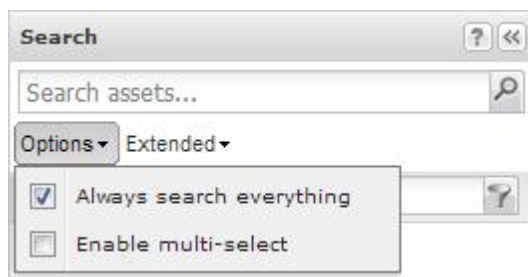 Search ?
Search assets...
Options Extended
Always search everything
Enable multi-select